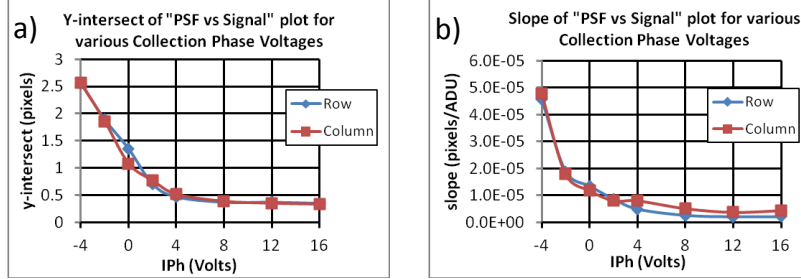 a)
Y-intersect of "PSF vs Signal" plot for
various Collection Phase Voltages
y-intersect (pixels)
3
2.5
2
1.5
1
0.5
0
-4
0
4
8
12
16
IPh (Volts)
Row
Column
b)
Slope of "PSF vs Signal" plot for various
Collection Phase Voltages
slope (pixels/ADU)
6.0E-05
5.0E-05
4.0E-05
3.0E-05
2.0E-05
1.0E-05
0.0E+00
-4
0
4
8
12
16
IPh (Volts)
Row
Column